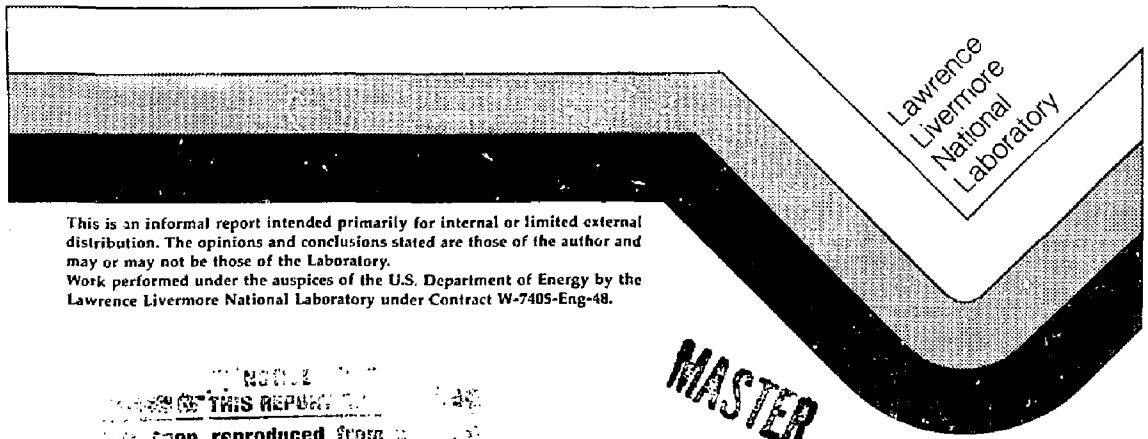 Lawrence
Livermore
National
Laboratory
This is an informal report intended primarily for internal or limited external
distribution. The opinions and conclusions stated are those of the author and
may or may not be those of the Laboratory.
Work performed under the auspices of the U.S. Department of Energy by the
Lawrence Livermore National Laboratory under Contract W-7405-Eng-48.
MASTER
THIS REPORT
reproduced from